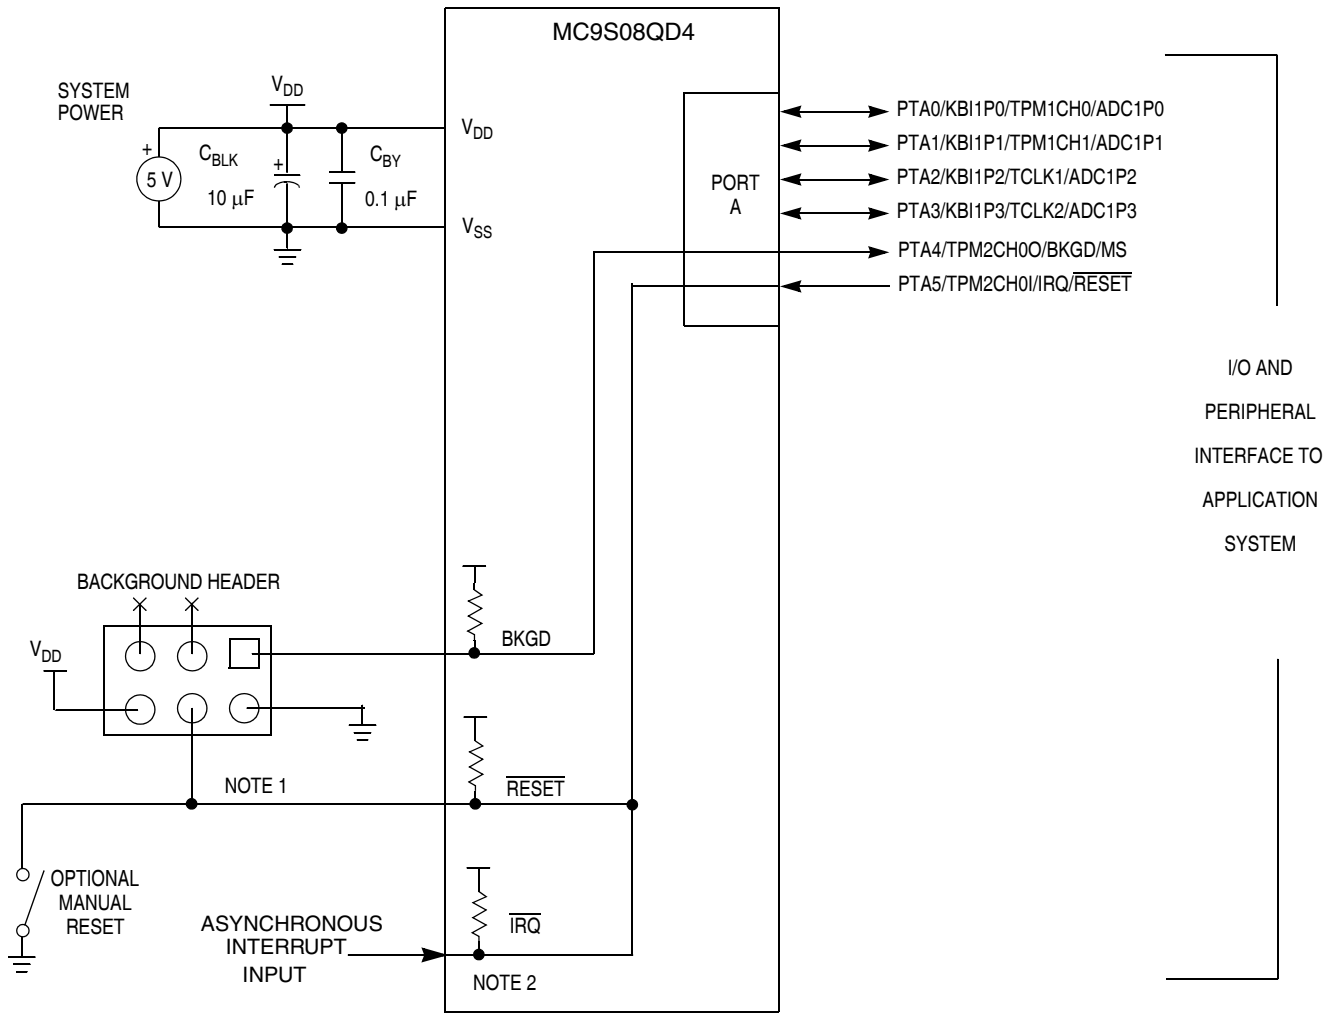 MC9S08QD4
SYSTEM
POWER
VDD
VDD
+
5 V
CBLK
+
10 μF
CBY
0.1 μF
VSS
PORT
A
PTA0/KBI1P0/TPM1CH0/ADC1P0
PTA1/KBI1P1/TPM1CH1/ADC1P1
PTA2/KBI1P2/TCLK1/ADC1P2
PTA3/KBI1P3/TCLK2/ADC1P3
PTA4/TPM2CH0O/BKGD/MS
PTA5/TPM2CH0I/IRQ/RESET
I/O AND
PERIPHERAL
INTERFACE TO
APPLICATION
SYSTEM
BACKGROUND HEADER
VDD
BKGD
NOTE 1
RESET
OPTIONAL
MANUAL
RESET
ASYNCHRONOUS
INTERRUPT
INPUT
IRQ
NOTE 2